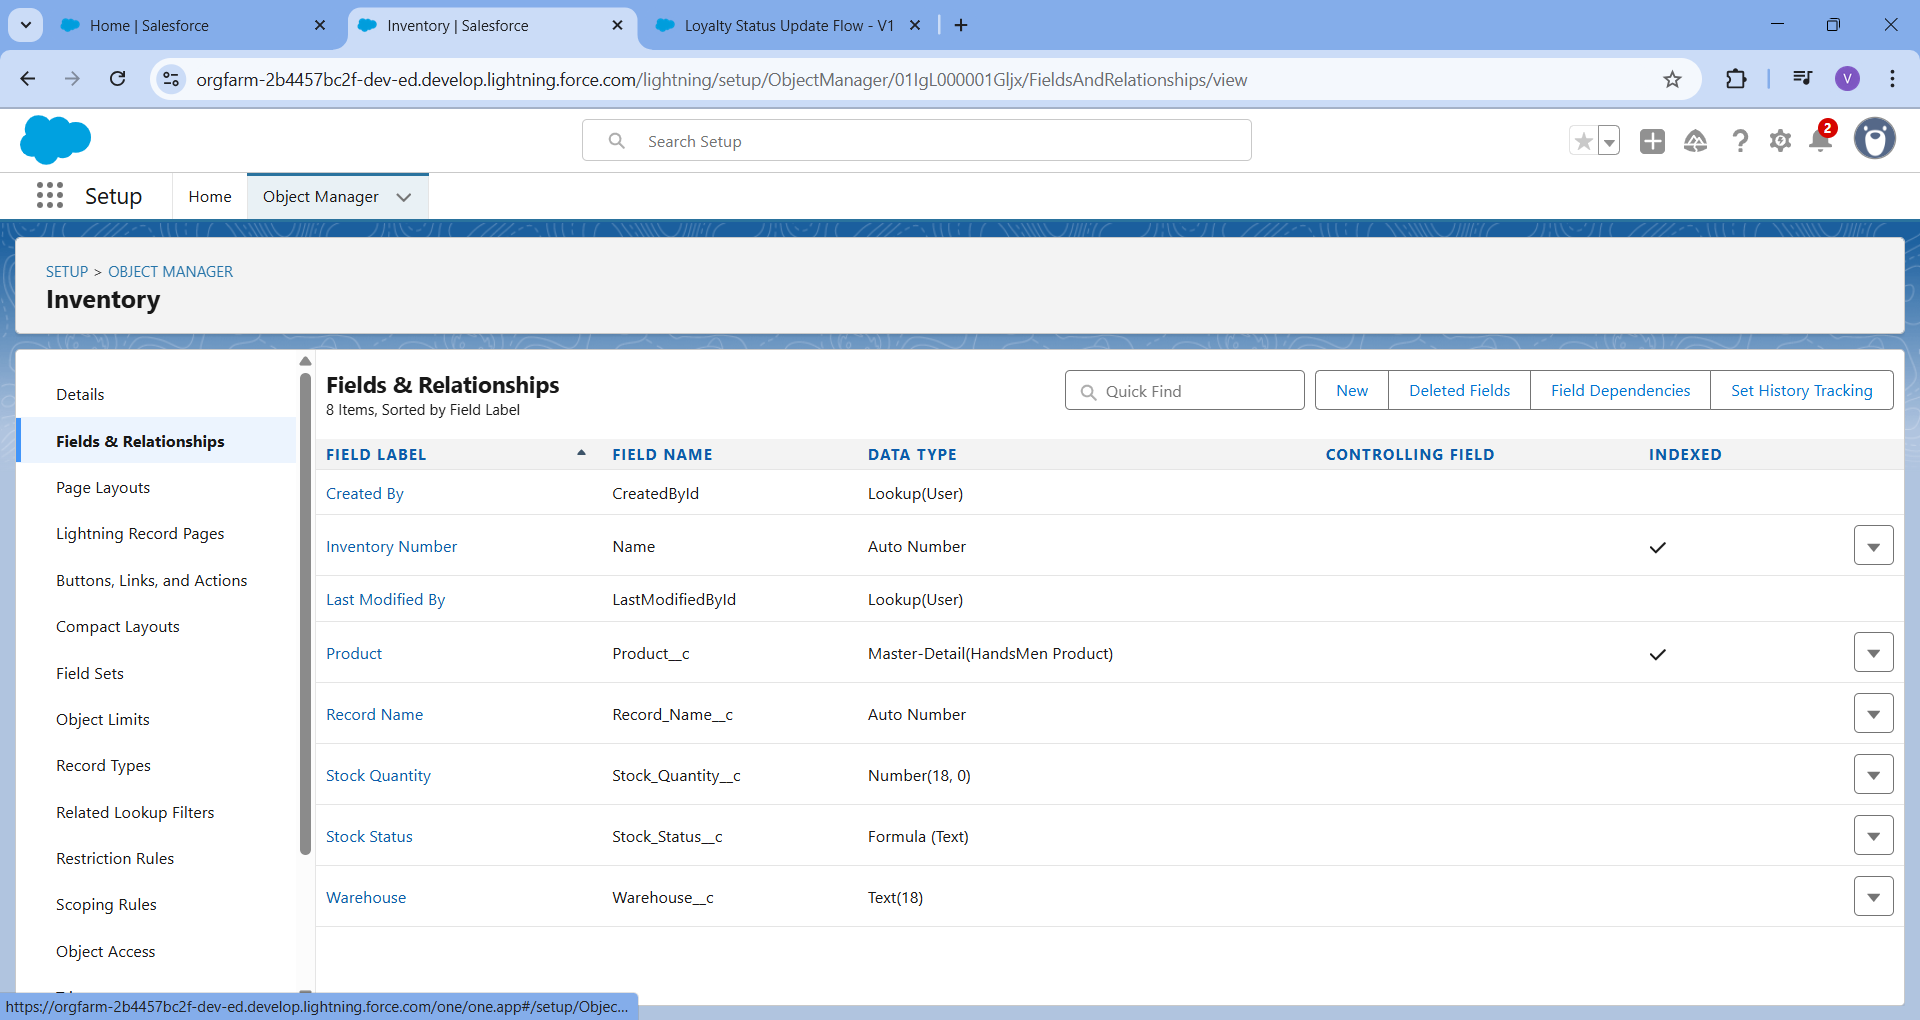 Home | Salesforce
Inventory | Salesforce
Loyalty Status Update Flow - V1
orgfarm-2b4457bc2f-dev-ed.develop.lightning.force.com/lightning/setup/ObjectManager/01IgL000001Gljx/FieldsAndRelationships/view
V
Search Setup
2
Setup
Home
Object Manager
SETUP > OBJECT MANAGER
Inventory
Details
Fields & Relationships
Page Layouts
Lightning Record Pages
Buttons, Links, and Actions
Compact Layouts
Field Sets
Object Limits
Record Types
Related Lookup Filters
Restriction Rules
Scoping Rules
Object Access
Fields & Relationships
8 Items, Sorted by Field Label
Quick Find
New
Deleted Fields
Field Dependencies
Set History Tracking
FIELD LABEL FIELD NAME DATA TYPE CONTROLLING FIELD INDEXED
Created By CreatedById Lookup(User)
Inventory Number Name Auto Number
Last Modified By LastModifiedById Lookup(User)
Product Product__c Master-Detail(HandsMen Product)
Record Name Record_Name__c Auto Number
Stock Quantity Stock_Quantity__c Number(18, 0)
Stock Status Stock_Status__c Formula (Text)
Warehouse Warehouse__c Text(18)
https://orgfarm-2b4457bc2f-dev-ed.develop.lightning.force.com/one/one.app#/setup/Objec...